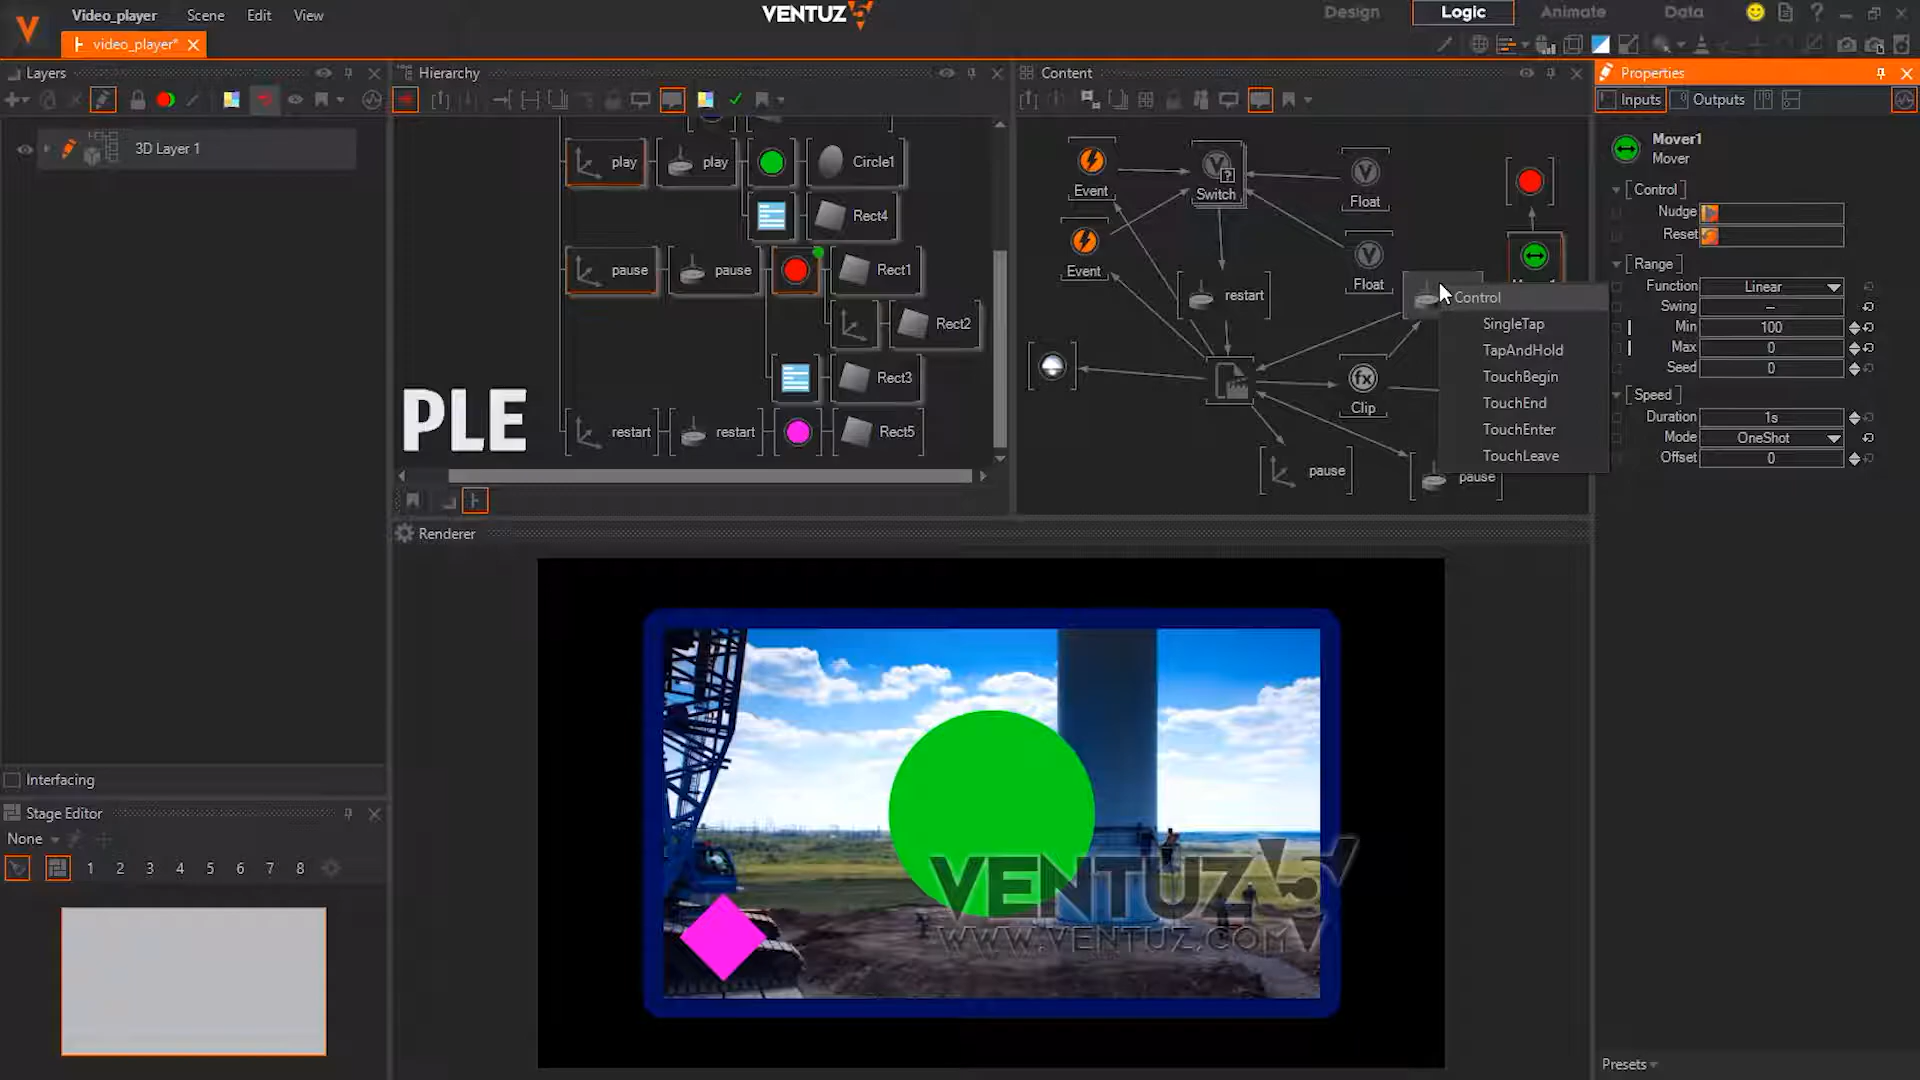 Video_player
Scene
Edit
View
VENTUZ 5
Design
Logic
Animate
Data
video_player*
Layers
Hierarchy
Content
Properties
Inputs
Outputs
3D Layer 1
play
play
Circle1
Rect4
pause
pause
Rect1
Rect2
Rect3
restart
restart
Rect5
PLE
Event
Switch
Float
Event
Float
restart
fx
Clip
pause
pause
Control
SingleTap
TapAndHold
TouchBegin
TouchEnd
TouchEnter
TouchLeave
Mover1
Mover
Control
Nudge
Reset
Range
Function
Linear
Swing
Min
100
Max
0
Seed
0
Speed
Duration
1s
Mode
OneShot
Offset
0
Renderer
VENTUZ 5
WWW.VENTUZ.COM
Interfacing
Stage Editor
None
1 2 3 4 5 6 7 8
Presets